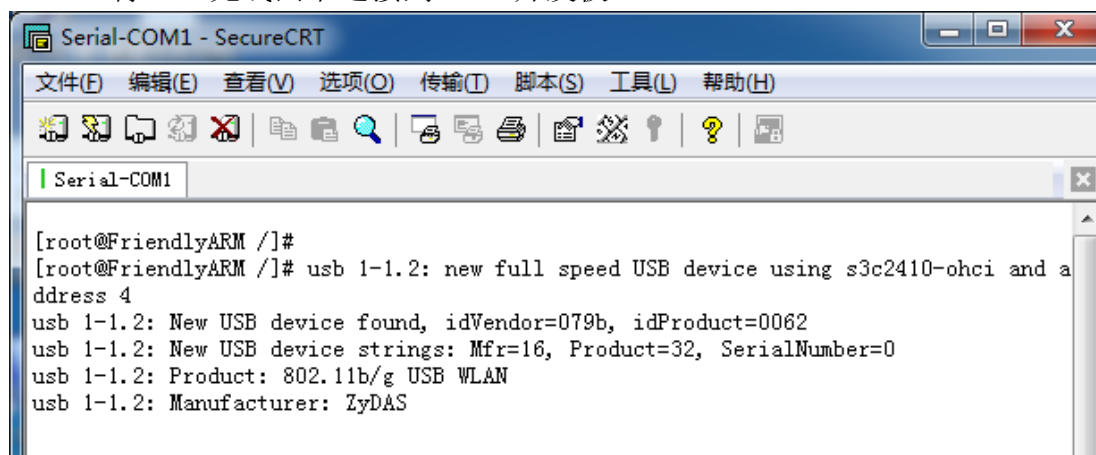 Serial-COM1 - SecureCRT
文件(F) 编辑(E) 查看(V) 选项(O) 传输(T) 脚本(S) 工具(L) 帮助(H)
Serial-COM1
[root@FriendlyARM /]#
[root@FriendlyARM /]# usb 1-1.2: new full speed USB device using s3c2410-ohci and a
ddress 4
usb 1-1.2: New USB device found, idVendor=079b, idProduct=0062
usb 1-1.2: New USB device strings: Mfr=16, Product=32, SerialNumber=0
usb 1-1.2: Product: 802.11b/g USB WLAN
usb 1-1.2: Manufacturer: ZyDAS